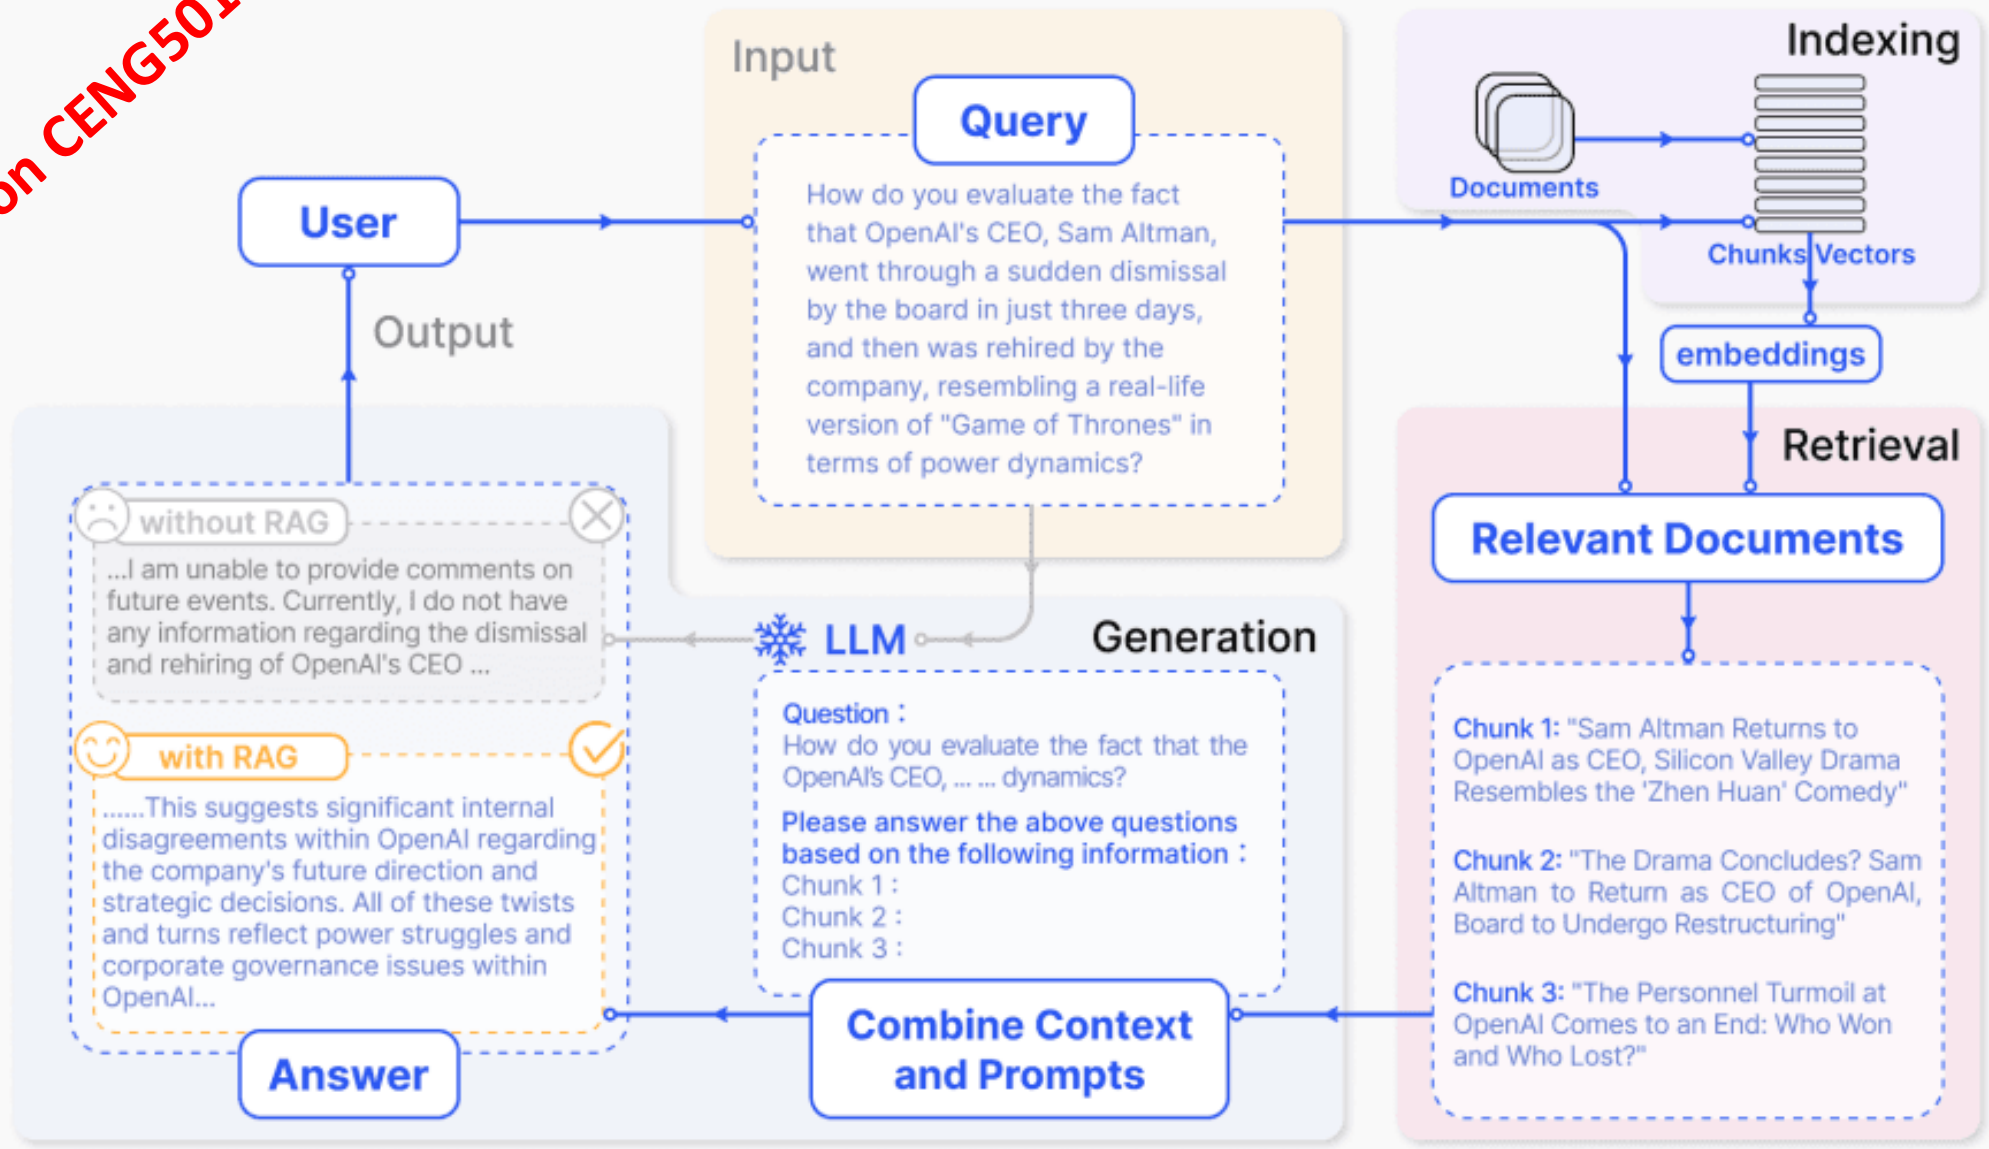 on CENG501
Input
Query
How do you evaluate the fact
that OpenAI's CEO, Sam Altman,
went through a sudden dismissal
by the board in just three days,
and then was rehired by the
company, resembling a real-life
version of "Game of Thrones" in
terms of power dynamics?
Indexing
Documents
Chunks Vectors
embeddings
User
Output
Retrieval
Relevant Documents
Chunk 1: "Sam Altman Returns to
OpenAI as CEO, Silicon Valley Drama
Resembles the 'Zhen Huan' Comedy"
Chunk 2: "The Drama Concludes? Sam
Altman to Return as CEO of OpenAI,
Board to Undergo Restructuring"
Chunk 3: "The Personnel Turmoil at
OpenAI Comes to an End: Who Won
and Who Lost?"
LLM
Generation
Question :
How do you evaluate the fact that the
OpenAI's CEO, ... ... dynamics?
Please answer the above questions
based on the following information :
Chunk 1 :
Chunk 2 :
Chunk 3 :
Combine Context
and Prompts
without RAG
...I am unable to provide comments on
future events. Currently, I do not have
any information regarding the dismissal
and rehiring of OpenAI's CEO ...
with RAG
......This suggests significant internal
disagreements within OpenAI regarding
the company's future direction and
strategic decisions. All of these twists
and turns reflect power struggles and
corporate governance issues within
OpenAI...
Answer